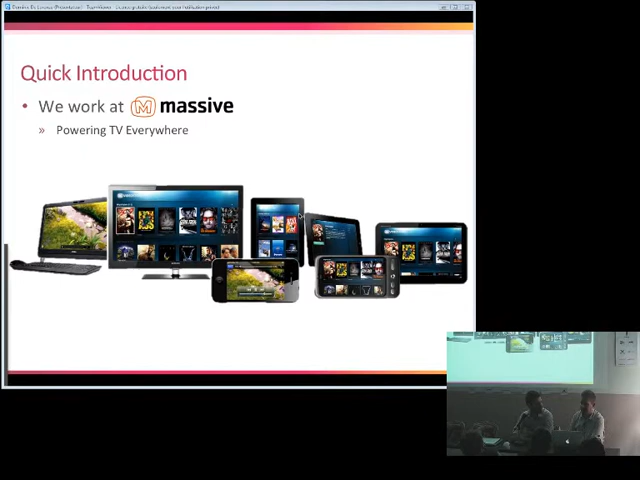 Quick Introduction
• We work at massive
» Powering TV Everywhere